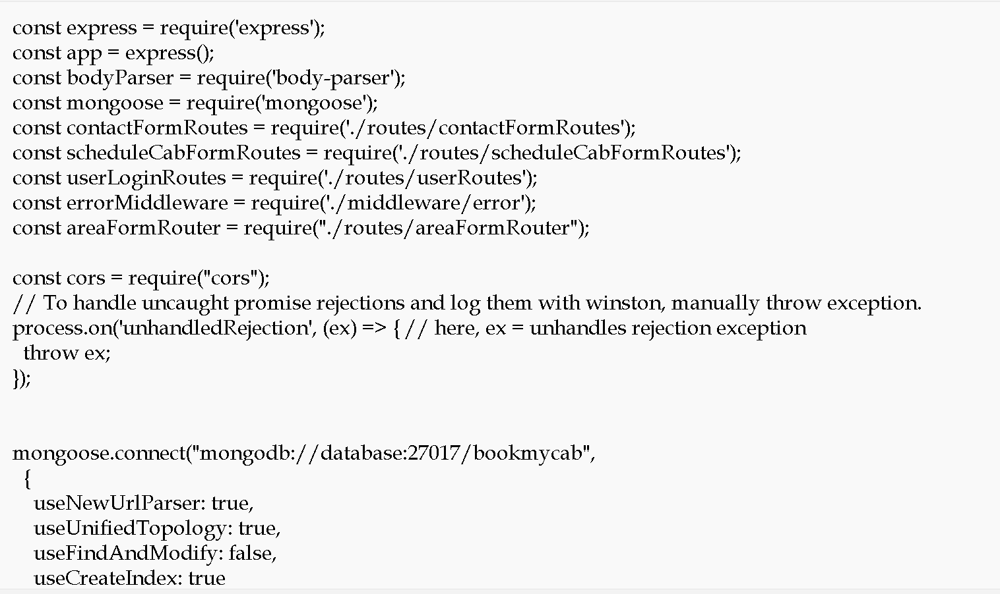 const express = require('express');
const app = express();
const bodyParser = require('body-parser');
const mongoose = require('mongoose');
const contactFormRoutes = require('./routes/contactFormRoutes');
const scheduleCabFormRoutes = require('./routes/scheduleCabFormRoutes');
const userLoginRoutes = require('./routes/userRoutes');
const errorMiddleware = require('./middleware/error');
const areaFormRouter = require("./routes/areaFormRouter");
const cors = require("cors");
// To handle uncaught promise rejections and log them with winston, manually throw exception.
process.on('unhandledRejection', (ex) => { // here, ex = unhandles rejection exception
throw ex;
});
mongoose.connect("mongodb://database:27017/bookmycab",
{
useNewUrlParser: true,
useUnifiedTopology: true,
useFindAndModify: false,
useCreateIndex: true